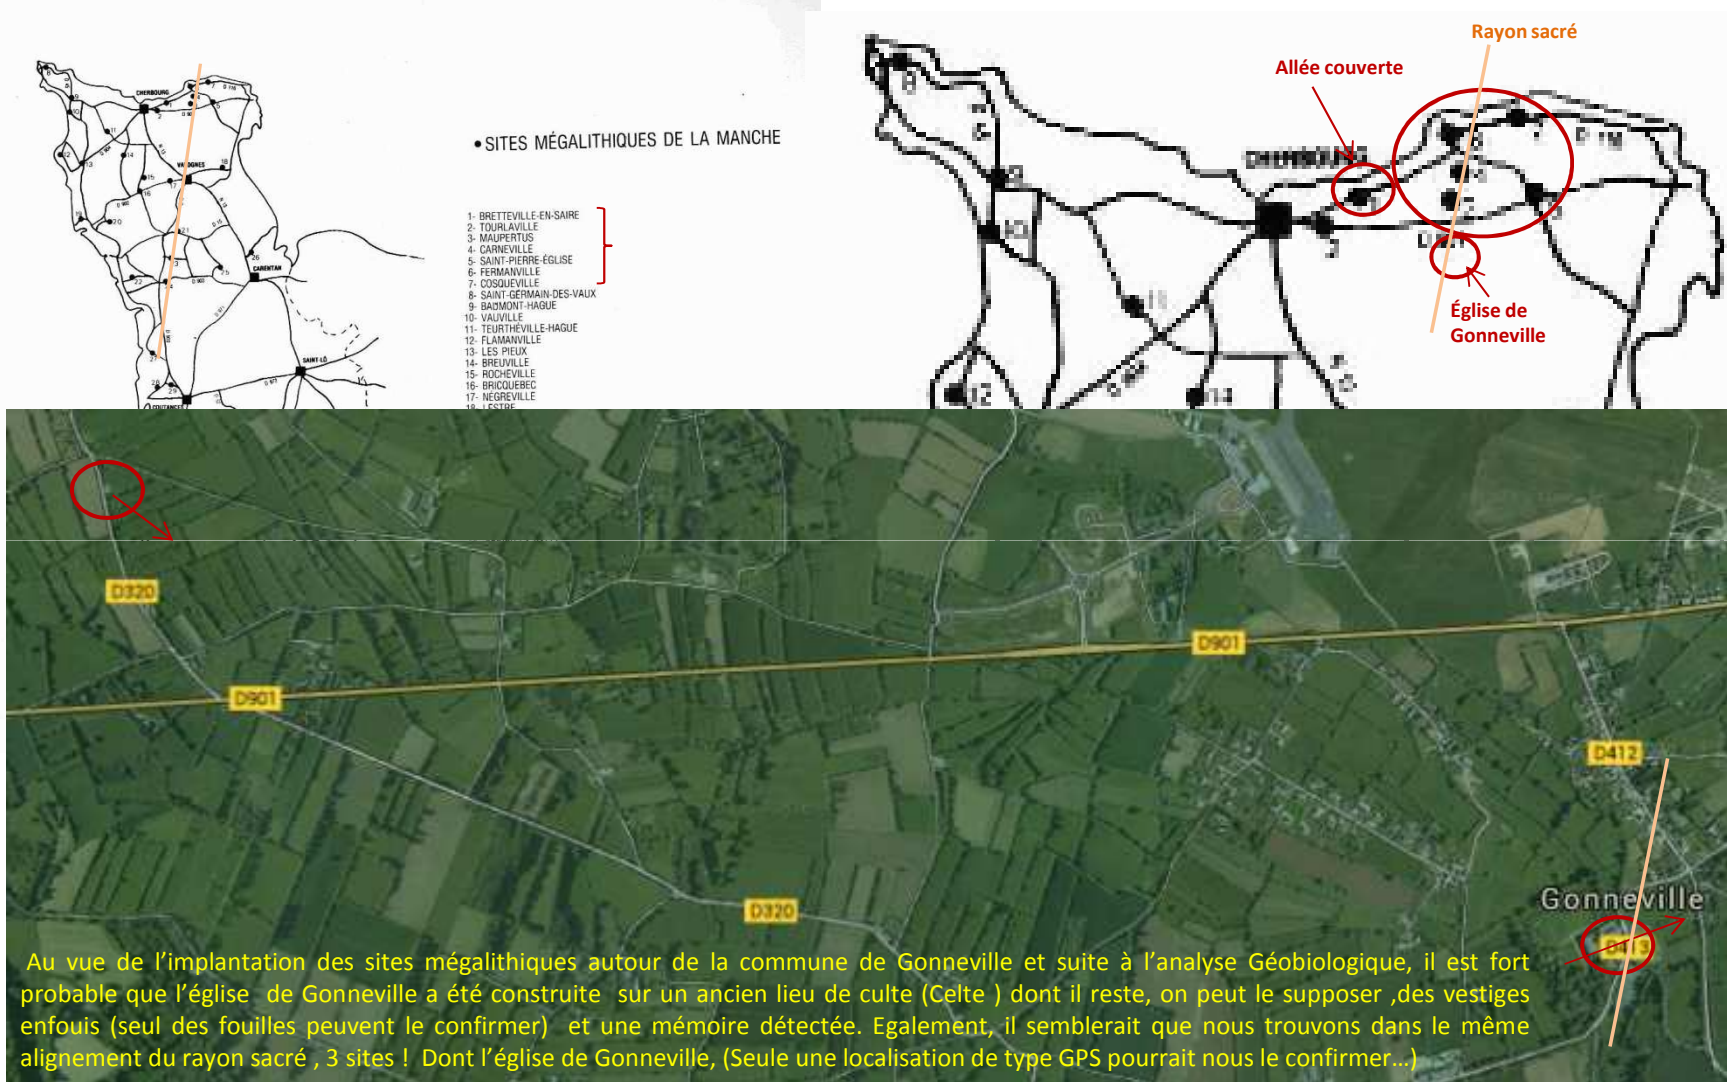 CHERBOURG
VALOGNES
CARENTAN
SAINT-LÔ
COUTANCES
• SITES MÉGALITHIQUES DE LA MANCHE
1- BRETTEVILLE-EN-SAIRE
2- TOURLAVILLE
3- MAUPERTUS
4- CARNEVILLE
5- SAINT-PIERRE-ÉGLISE
6- FERMANVILLE
7- COSQUEVILLE
8- SAINT-GERMAIN-DES-VAUX
9- BAUMONT-HAGUE
10- VAUVILLE
11- TEURTHÉVILLE-HAGUE
12- FLAMANVILLE
13- LES PIEUX
14- BREUVILLE
15- ROCHEVILLE
16- BRICQUEBEC
17- NÉGREVILLE
18- LESTRE
Rayon sacré
Allée couverte
CHERBOURG
Église de
Gonneville
D320
D901
D901
D412
D320
Gonneville
D413
Au vue de l’implantation des sites mégalithiques autour de la commune de Gonneville et suite à l’analyse Géobiologique, il est fort
probable que l’église de Gonneville a été construite sur un ancien lieu de culte (Celte ) dont il reste, on peut le supposer ,des vestiges
enfouis (seul des fouilles peuvent le confirmer) et une mémoire détectée. Egalement, il semblerait que nous trouvons dans le même
alignement du rayon sacré , 3 sites ! Dont l’église de Gonneville, (Seule une localisation de type GPS pourrait nous le confirmer…)